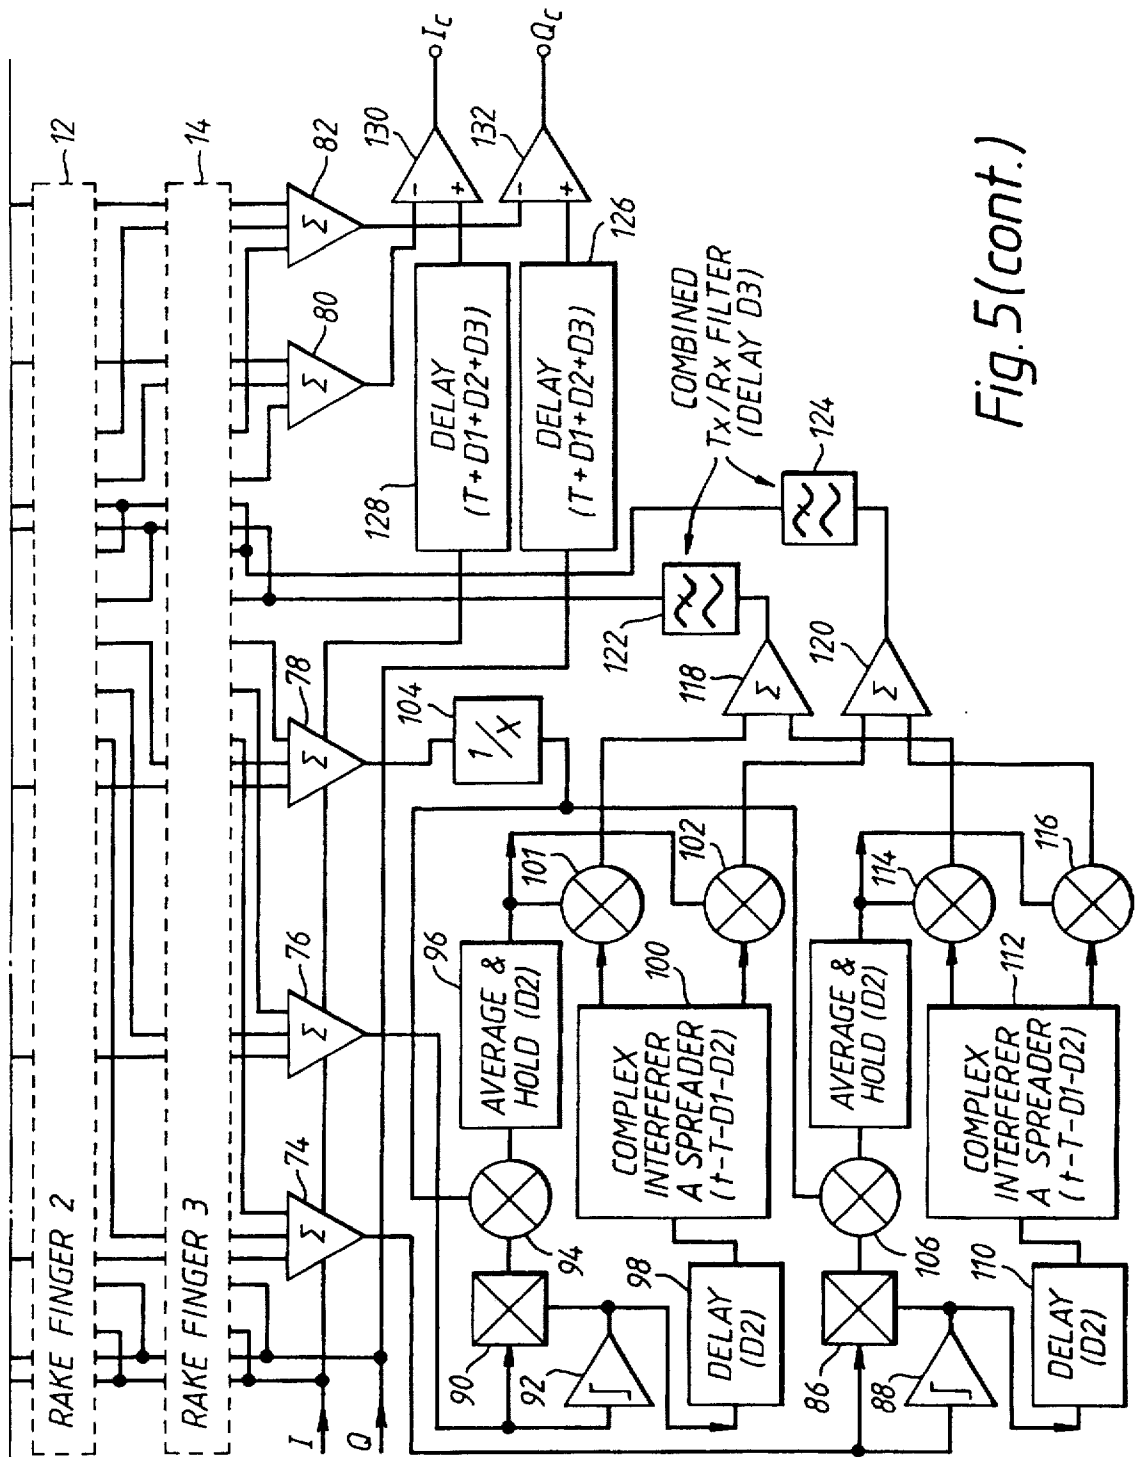 RAKE FINGER 2
12
RAKE FINGER 3
14
I
Q
74
Σ
76
Σ
78
Σ
80
Σ
82
Σ
104
1/X
128
DELAY
(T+D1+D2+D3)
DELAY
(T+D1+D2+D3)
126
130
-
+
I_C
132
-
+
Q_C
COMBINED
Tx/Rx FILTER
(DELAY D3)
122
124
118
Σ
120
Σ
90
92
∫
94
96
AVERAGE &
HOLD (D2)
98
DELAY
(D2)
100
COMPLEX
INTERFERER
A SPREADER
(t-T-D1-D2)
101
102
86
88
∫
106
AVERAGE &
HOLD (D2)
110
DELAY
(D2)
112
COMPLEX
INTERFERER
A SPREADER
(t-T-D1-D2)
114
116
Fig.5(cont.)